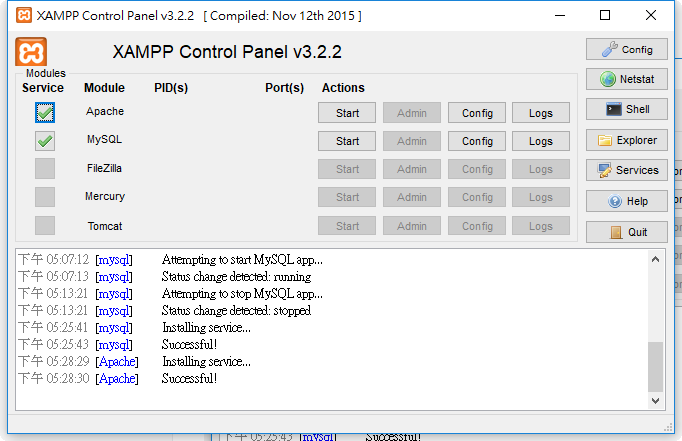 XAMPP Control Panel v3.2.2 [ Compiled: Nov 12th 2015 ]
XAMPP Control Panel v3.2.2
Config
Modules
Service Module PID(s) Port(s) Actions
Netstat
Apache Start Admin Config Logs
Shell
MySQL Start Admin Config Logs
Explorer
FileZilla Start Admin Config Logs
Services
Mercury Start Admin Config Logs
Help
Tomcat Start Admin Config Logs
Quit
下午 05:07:12 [mysql] Attempting to start MySQL app...
下午 05:07:13 [mysql] Status change detected: running
下午 05:13:21 [mysql] Attempting to stop MySQL app...
下午 05:13:21 [mysql] Status change detected: stopped
下午 05:25:41 [mysql] Installing service...
下午 05:25:43 [mysql] Successful!
下午 05:28:29 [Apache] Installing service...
下午 05:28:30 [Apache] Successful!
下午 05:25:43 [mysql] Successful!